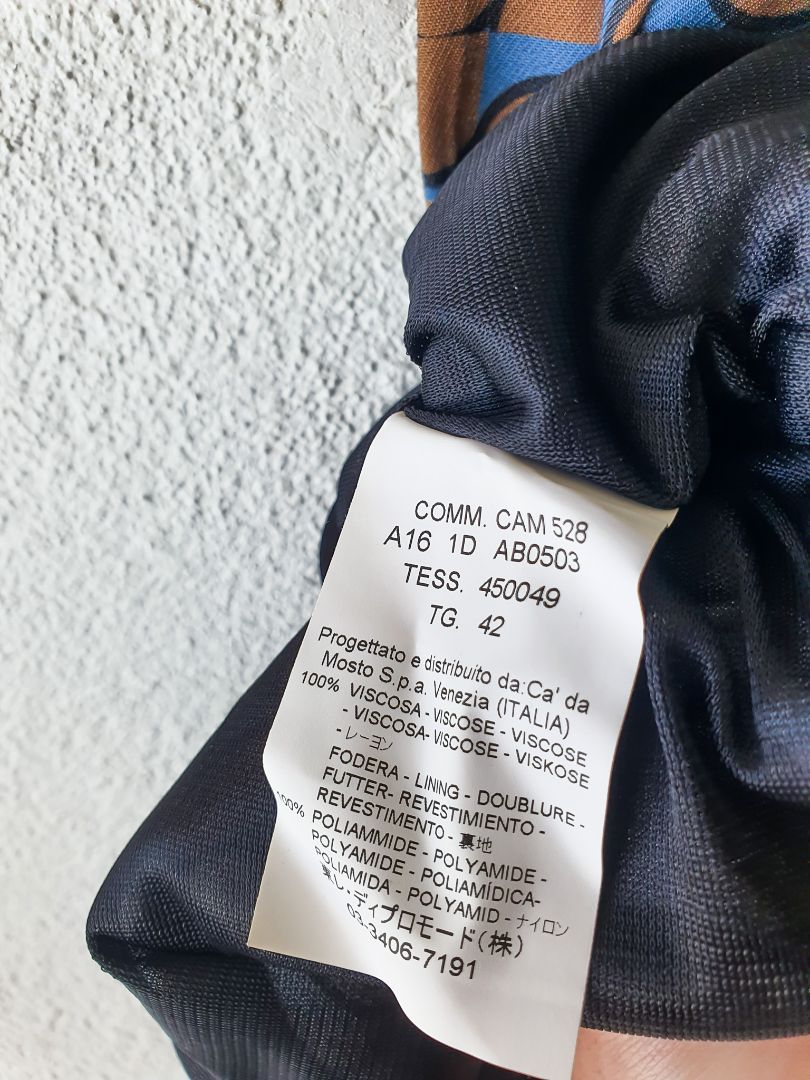 COMM. CAM 528
A16 1D AB0503
TESS. 450049
TG. 42
Progettato e distribuito da:Ca' da
Mosto S.p.a. Venezia (ITALIA)
100% VISCOSA - VISCOSE - VISCOSE
- VISCOSA- VISCOSE - VISKOSE
- レーヨン
FODERA - LINING - DOUBLURE -
FUTTER- REVESTIMIENTO -
REVESTIMENTO - 裏地
100% POLIAMMIDE - POLYAMIDE -
POLYAMIDE - POLIAMÍDICA-
POLIAMIDA - POLYAMID - ナイロン
ディプロモード(株)
03-3406-7191